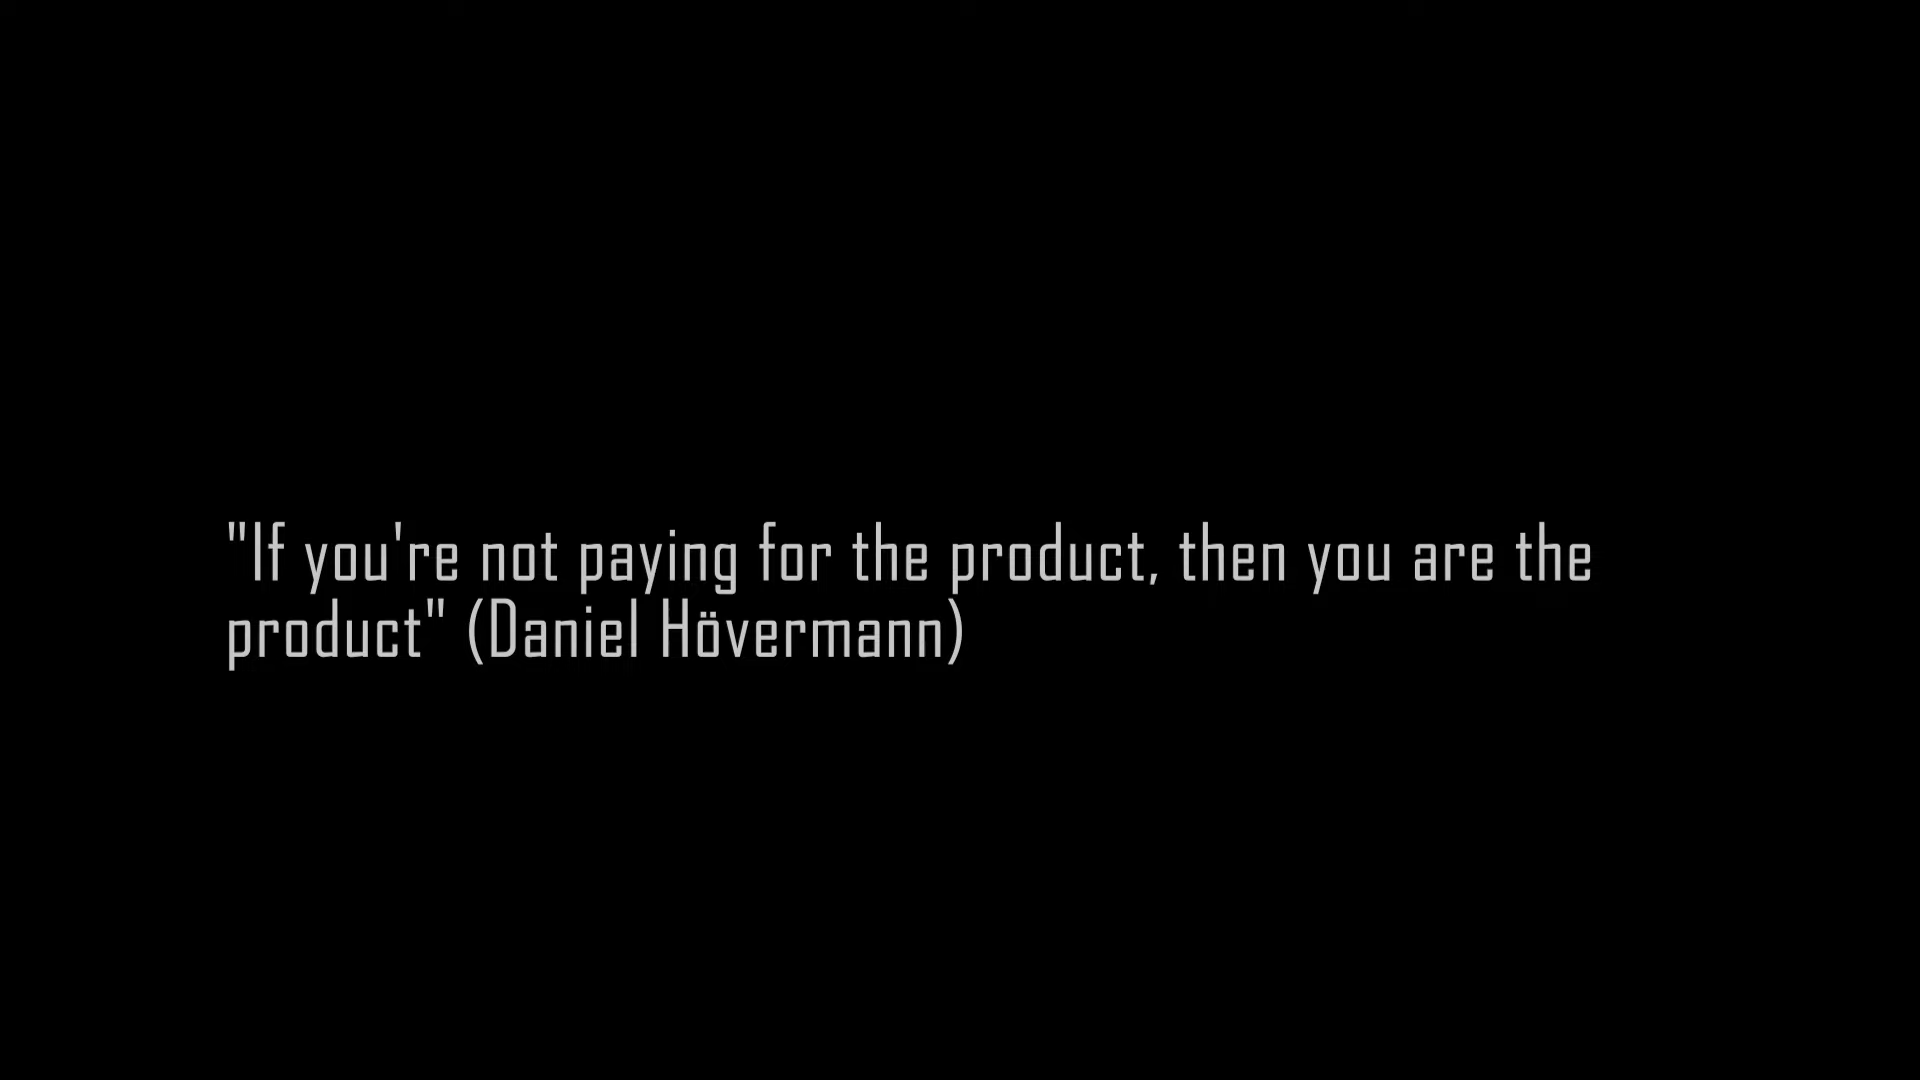 "If you're not paying for the product, then you are the
product" (Daniel Hövermann)